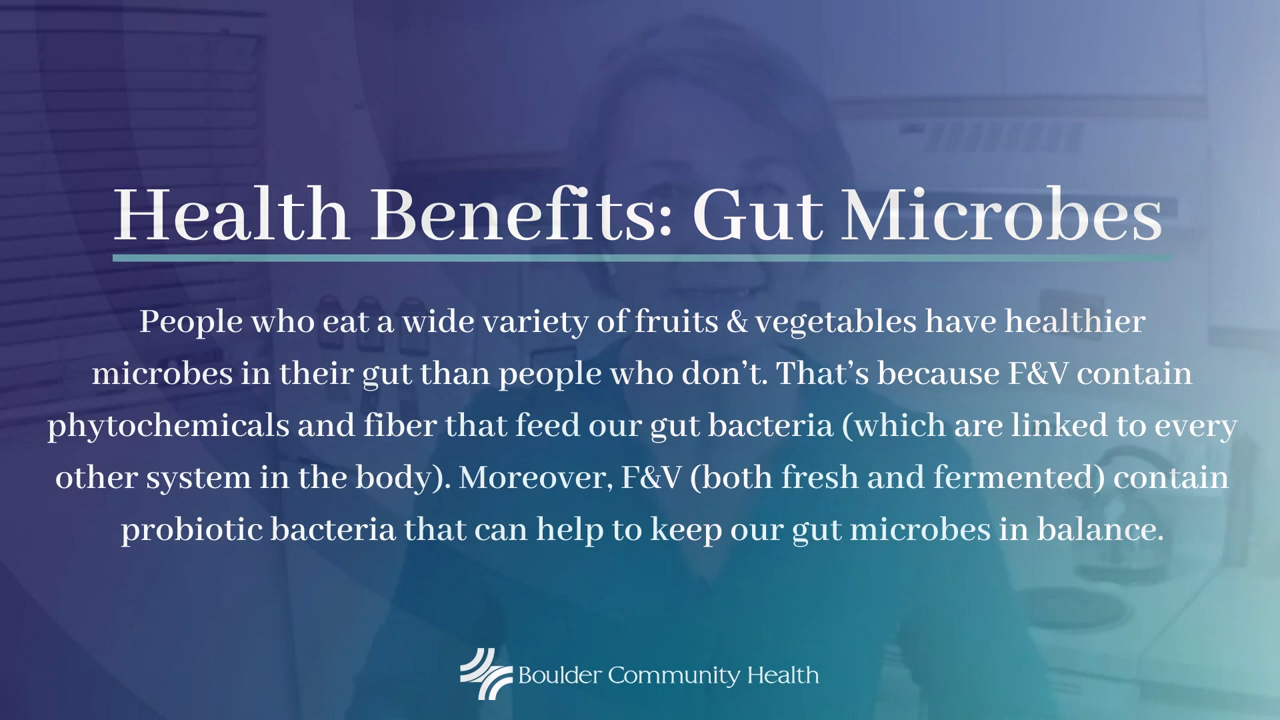 Health Benefits: Gut Microbes
People who eat a wide variety of fruits & vegetables have healthier
microbes in their gut than people who don’t. That’s because F&V contain
phytochemicals and fiber that feed our gut bacteria (which are linked to every
other system in the body). Moreover, F&V (both fresh and fermented) contain
probiotic bacteria that can help to keep our gut microbes in balance.
Boulder Community Health